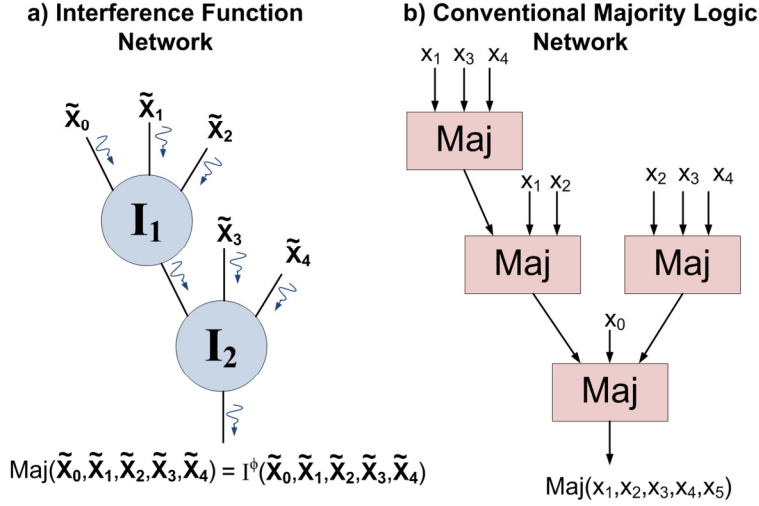 a) Interference Function
Network
X̃₀
X̃₁
X̃₂
I₁
X̃₃
X̃₄
I₂
Maj(X̃₀,X̃₁,X̃₂,X̃₃,X̃₄) = Iᶲ(X̃₀,X̃₁,X̃₂,X̃₃,X̃₄)
b) Conventional Majority Logic
Network
x₁ x₃ x₄
Maj
x₁ x₂
x₂ x₃ x₄
Maj
Maj
x₀
Maj
Maj(x₁,x₂,x₃,x₄,x₅)